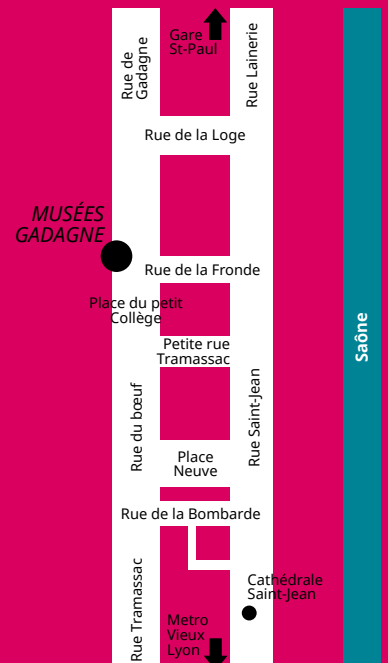 Gare
St-Paul
Rue de
Gadagne
Rue Lainerie
Rue de la Loge
MUSÉES
GADAGNE
Rue de la Fronde
Place du petit
Collège
Saône
Petite rue
Tramassac
Rue du bœuf
Rue Saint-Jean
Place
Neuve
Rue de la Bombarde
Rue Tramassac
Cathédrale
Saint-Jean
Metro
Vieux
Lyon